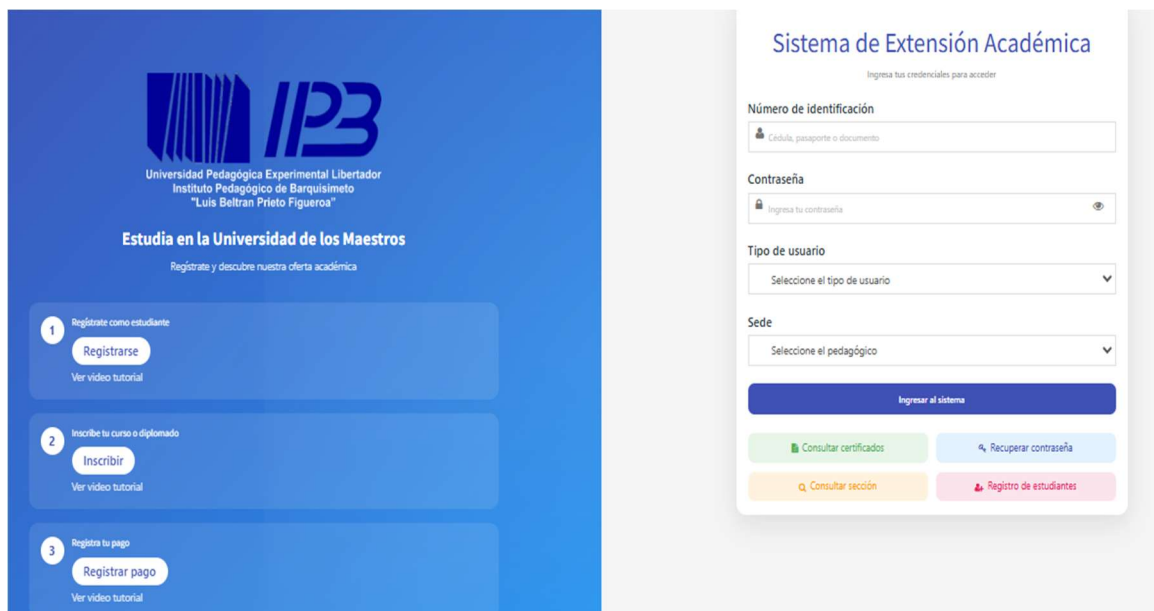 IPB
Universidad Pedagógica Experimental Libertador
Instituto Pedagógico de Barquisimeto
"Luis Beltran Prieto Figueroa"
Estudia en la Universidad de los Maestros
Regístrate y descubre nuestra oferta académica
1
Regístrate como estudiante
Registrarse
Ver video tutorial
2
Inscribe tu curso o diplomado
Inscribir
Ver video tutorial
3
Registra tu pago
Registrar pago
Ver video tutorial
Sistema de Extensión Académica
Ingresa tus credenciales para acceder
Número de identificación
Cédula, pasaporte o documento
Contraseña
Ingresa tu contraseña
Tipo de usuario
Seleccione el tipo de usuario
Sede
Seleccione el pedagógico
Ingresar al sistema
Consultar certificados
Recuperar contraseña
Consultar sección
Registro de estudiantes